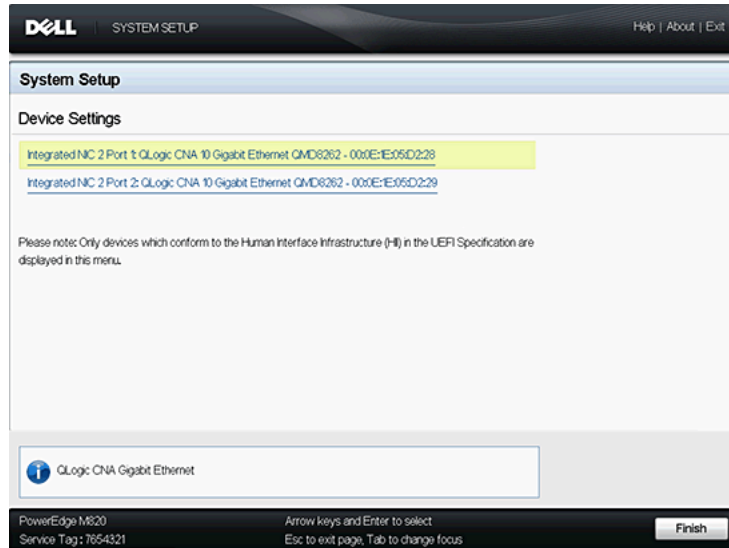 DELL SYSTEM SETUP Help | About | Exit
System Setup
Device Settings
Integrated NIC 2 Port 1: QLogic CNA 10 Gigabit Ethernet QMD8262 - 00:0E:1E:05:D2:28
Integrated NIC 2 Port 2: QLogic CNA 10 Gigabit Ethernet QMD8262 - 00:0E:1E:05:D2:29
Please note: Only devices which conform to the Human Interface Infrastructure (HII) in the UEFI Specification are
displayed in this menu.
QLogic CNA Gigabit Ethernet
PowerEdge M820 Arrow keys and Enter to select
Service Tag : 7654321 Esc to exit page, Tab to change focus
Finish